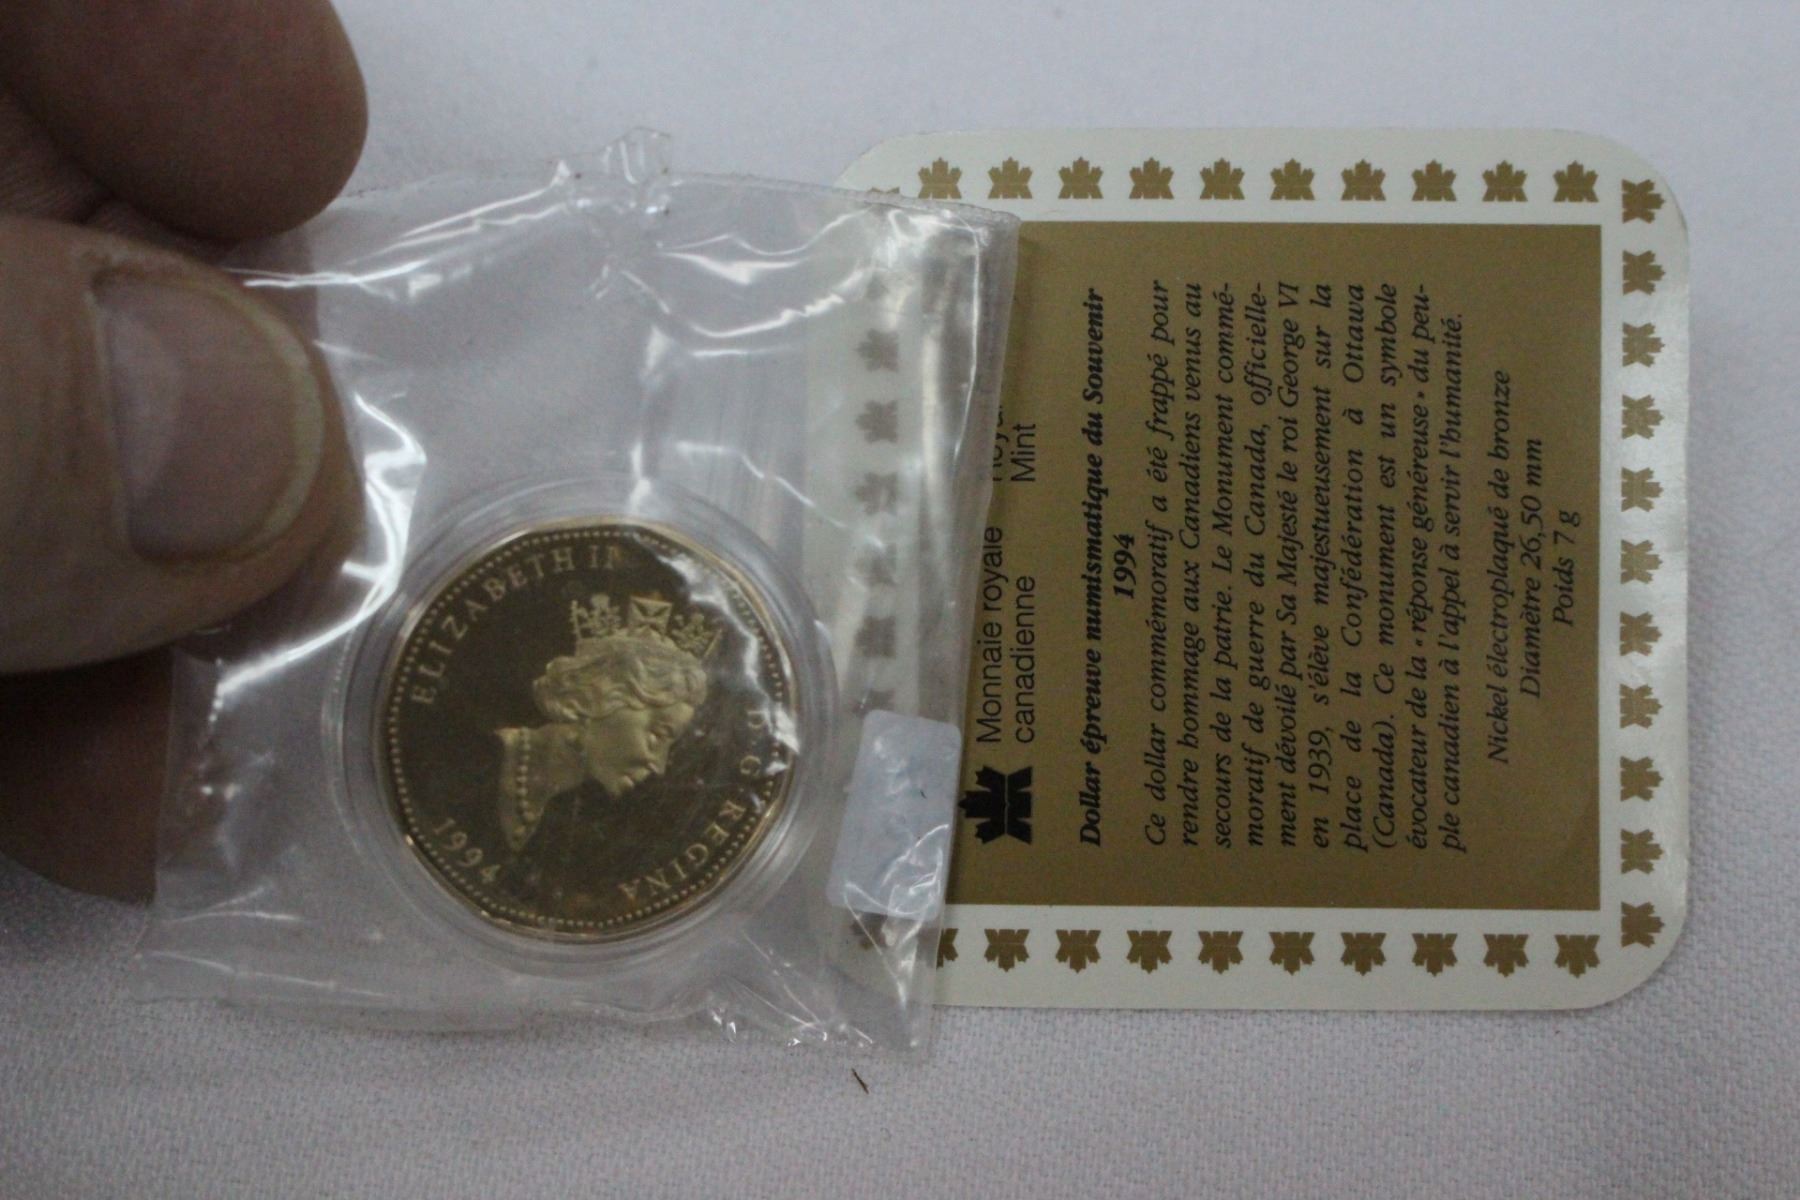 ELIZABETH II
D. G. REGINA
1994
Monnaie royale
canadienne
Mint
Dollar épreuve numismatique du Souvenir
1994
Ce dollar commémoratif a été frappé pour
rendre hommage aux Canadiens venus au
secours de la patrie. Le Monument commé-
moratif de guerre du Canada, officielle-
ment dévoilé par Sa Majesté le roi George VI
en 1939, s'élève majestueusement sur la
place de la Confédération à Ottawa
(Canada). Ce monument est un symbole
évocateur de la «réponse généreuse» du peu-
ple canadien à l'appel à servir l'humanité.
Nickel électroplaqué de bronze
Diamètre 26,50 mm
Poids 7 g